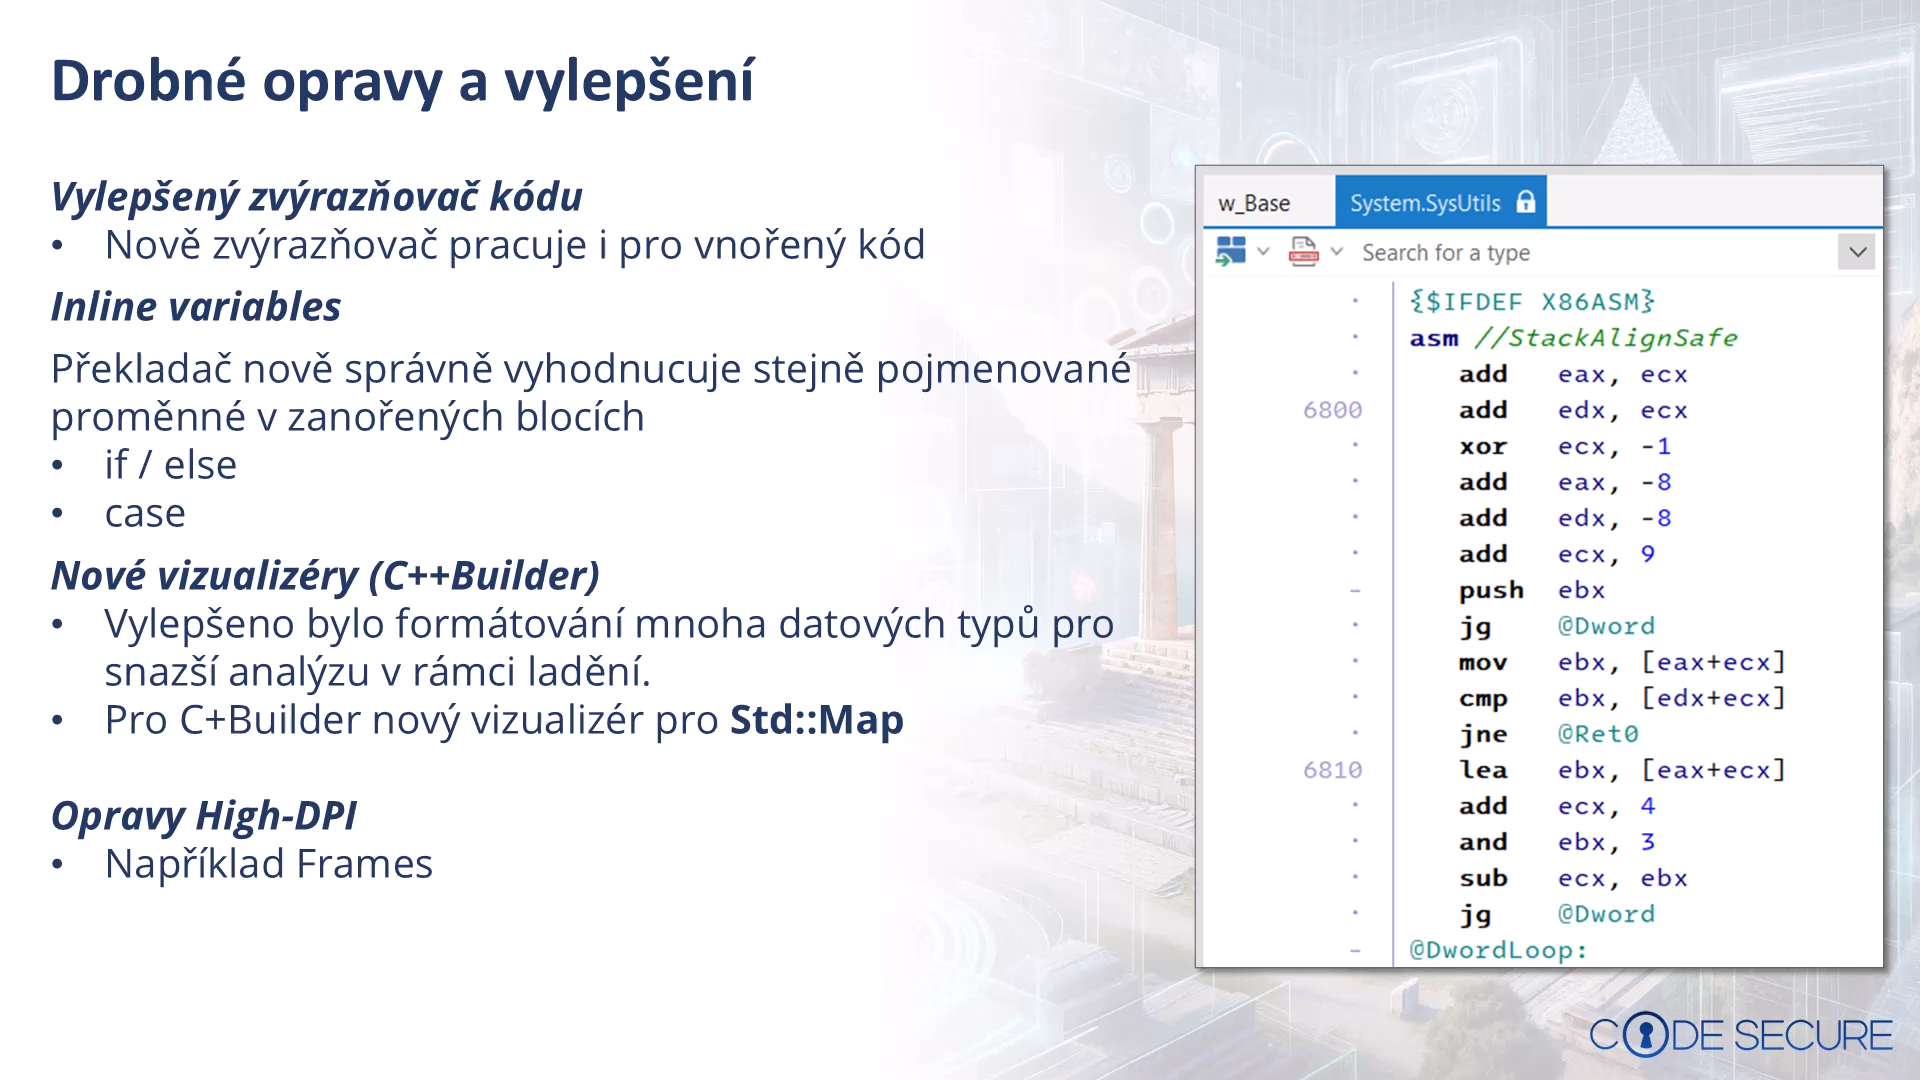 Drobné opravy a vylepšení
Vylepšený zvýrazňovač kódu
• Nově zvýrazňovač pracuje i pro vnořený kód
Inline variables
Překladač nově správně vyhodnucuje stejně pojmenované
proměnné v zanořených blocích
• if / else
• case
Nové vizualizéry (C++Builder)
• Vylepšeno bylo formátování mnoha datových typů pro
snazší analýzu v rámci ladění.
• Pro C+Builder nový vizualizér pro Std::Map
Opravy High-DPI
• Například Frames
w_Base System.SysUtils
Search for a type
{$IFDEF X86ASM}
asm //StackAlignSafe
add eax, ecx
6800 add edx, ecx
xor ecx, -1
add eax, -8
add edx, -8
add ecx, 9
push ebx
jg @Dword
mov ebx, [eax+ecx]
cmp ebx, [edx+ecx]
jne @Ret0
6810 lea ebx, [eax+ecx]
add ecx, 4
and ebx, 3
sub ecx, ebx
jg @Dword
@DwordLoop:
CODE SECURE